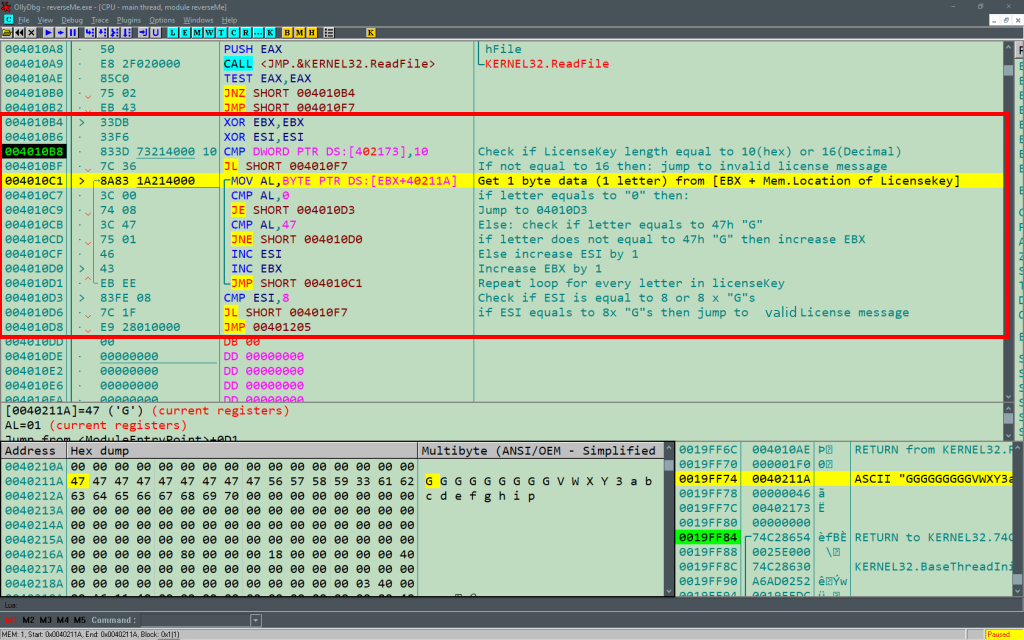 OllyDbg - reverseMe.exe - [CPU - main thread, module reverseMe]
C File View Debug Trace Plugins Options Windows Help
L E M W T C R ... K B M H K
004010A8 · 50 PUSH EAX hFile
004010A9 · E8 2F020000 CALL <JMP.&KERNEL32.ReadFile> KERNEL32.ReadFile
004010AE · 85C0 TEST EAX,EAX
004010B0 · 75 02 JNZ SHORT 004010B4
004010B2 · EB 43 JMP SHORT 004010F7
004010B4 > 33DB XOR EBX,EBX
004010B6 · 33F6 XOR ESI,ESI
004010B8 · 833D 73214000 10 CMP DWORD PTR DS:[402173],10 Check if LicenseKey length equal to 10(hex) or 16(Decimal)
004010BF · 7C 36 JL SHORT 004010F7 If not equal to 16 then: jump to invalid license message
004010C1 > 8A83 1A214000 MOV AL,BYTE PTR DS:[EBX+40211A] Get 1 byte data (1 letter) from [EBX + Mem.Location of Licensekey]
004010C7 · 3C 00 CMP AL,0 if letter equals to "0" then:
004010C9 · 74 08 JE SHORT 004010D3 Jump to 04010D3
004010CB · 3C 47 CMP AL,47 Else: check if letter equals to 47h "G"
004010CD · 75 01 JNE SHORT 004010D0 if letter does not equal to 47h "G" then increase EBX
004010CF · 46 INC ESI Else increase ESI by 1
004010D0 > 43 INC EBX Increase EBX by 1
004010D1 · EB EE JMP SHORT 004010C1 Repeat loop for every letter in licenseKey
004010D3 > 83FE 08 CMP ESI,8 Check if ESI is equal to 8 or 8 x "G"s
004010D6 · 7C 1F JL SHORT 004010F7 if ESI equals to 8x "G"s then jump to valid License message
004010D8 · E9 28010000 JMP 00401205
004010DD 00 DB 00
004010DE · 00000000 DD 00000000
004010E2 · 00000000 DD 00000000
004010E6 · 00000000 DD 00000000
004010EA · 00000000 DD 00000000
[0040211A]=47 ('G') (current registers)
AL=01 (current registers)
Jump from <ModuleEntryPoint>+0D1
Address Hex dump Multibyte (ANSI/OEM - Simplified
0040210A 00 00 00 00 00 00 00 00 00 00 00 00 00 00 00 00
0040211A 47 47 47 47 47 47 47 47 47 56 57 58 59 33 61 62 G G G G G G G G G V W X Y 3 a b
0040212A 63 64 65 66 67 68 69 70 00 00 00 00 00 00 00 00 c d e f g h i p
0040213A 00 00 00 00 00 00 00 00 00 00 00 00 00 00 00 00
0040214A 00 00 00 00 00 00 00 00 00 00 00 00 00 00 00 00
0040215A 00 00 00 00 00 00 00 00 00 00 00 00 00 00 00 00
0040216A 00 00 00 00 00 80 00 00 00 18 00 00 00 00 00 40
0040217A 00 00 00 00 00 00 00 00 00 00 00 00 00 00 00 00
0040218A 00 00 00 00 00 00 00 00 00 00 00 00 00 03 40 00
0019FF6C 004010AE RETURN from KERNEL32.
0019FF70 000001F0
0019FF74 0040211A ASCII "GGGGGGGGGVWXY3a
0019FF78 00000046 ã
0019FF7C 00402173 Ë
0019FF80 00000000
0019FF84 74C28654 èfBÈ RETURN to KERNEL32.74C
0019FF88 0025E000
0019FF8C 74C28630 KERNEL32.BaseThreadIni
0019FF90 A6AD0252
0019FF94 0019FFDC
Lua:
M1 M2 M3 M4 M5 Command :
MEM: 1, Start: 0x0040211A, End: 0x0040211A, Block: 0x1(1) Paused